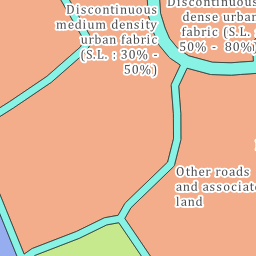 Discontinuous
medium density
urban fabric
(S.L. : 30% -
50%)
Discontinuous
dense urban
fabric (S.L. :
50% - 80%)
Other roads
and associated
land